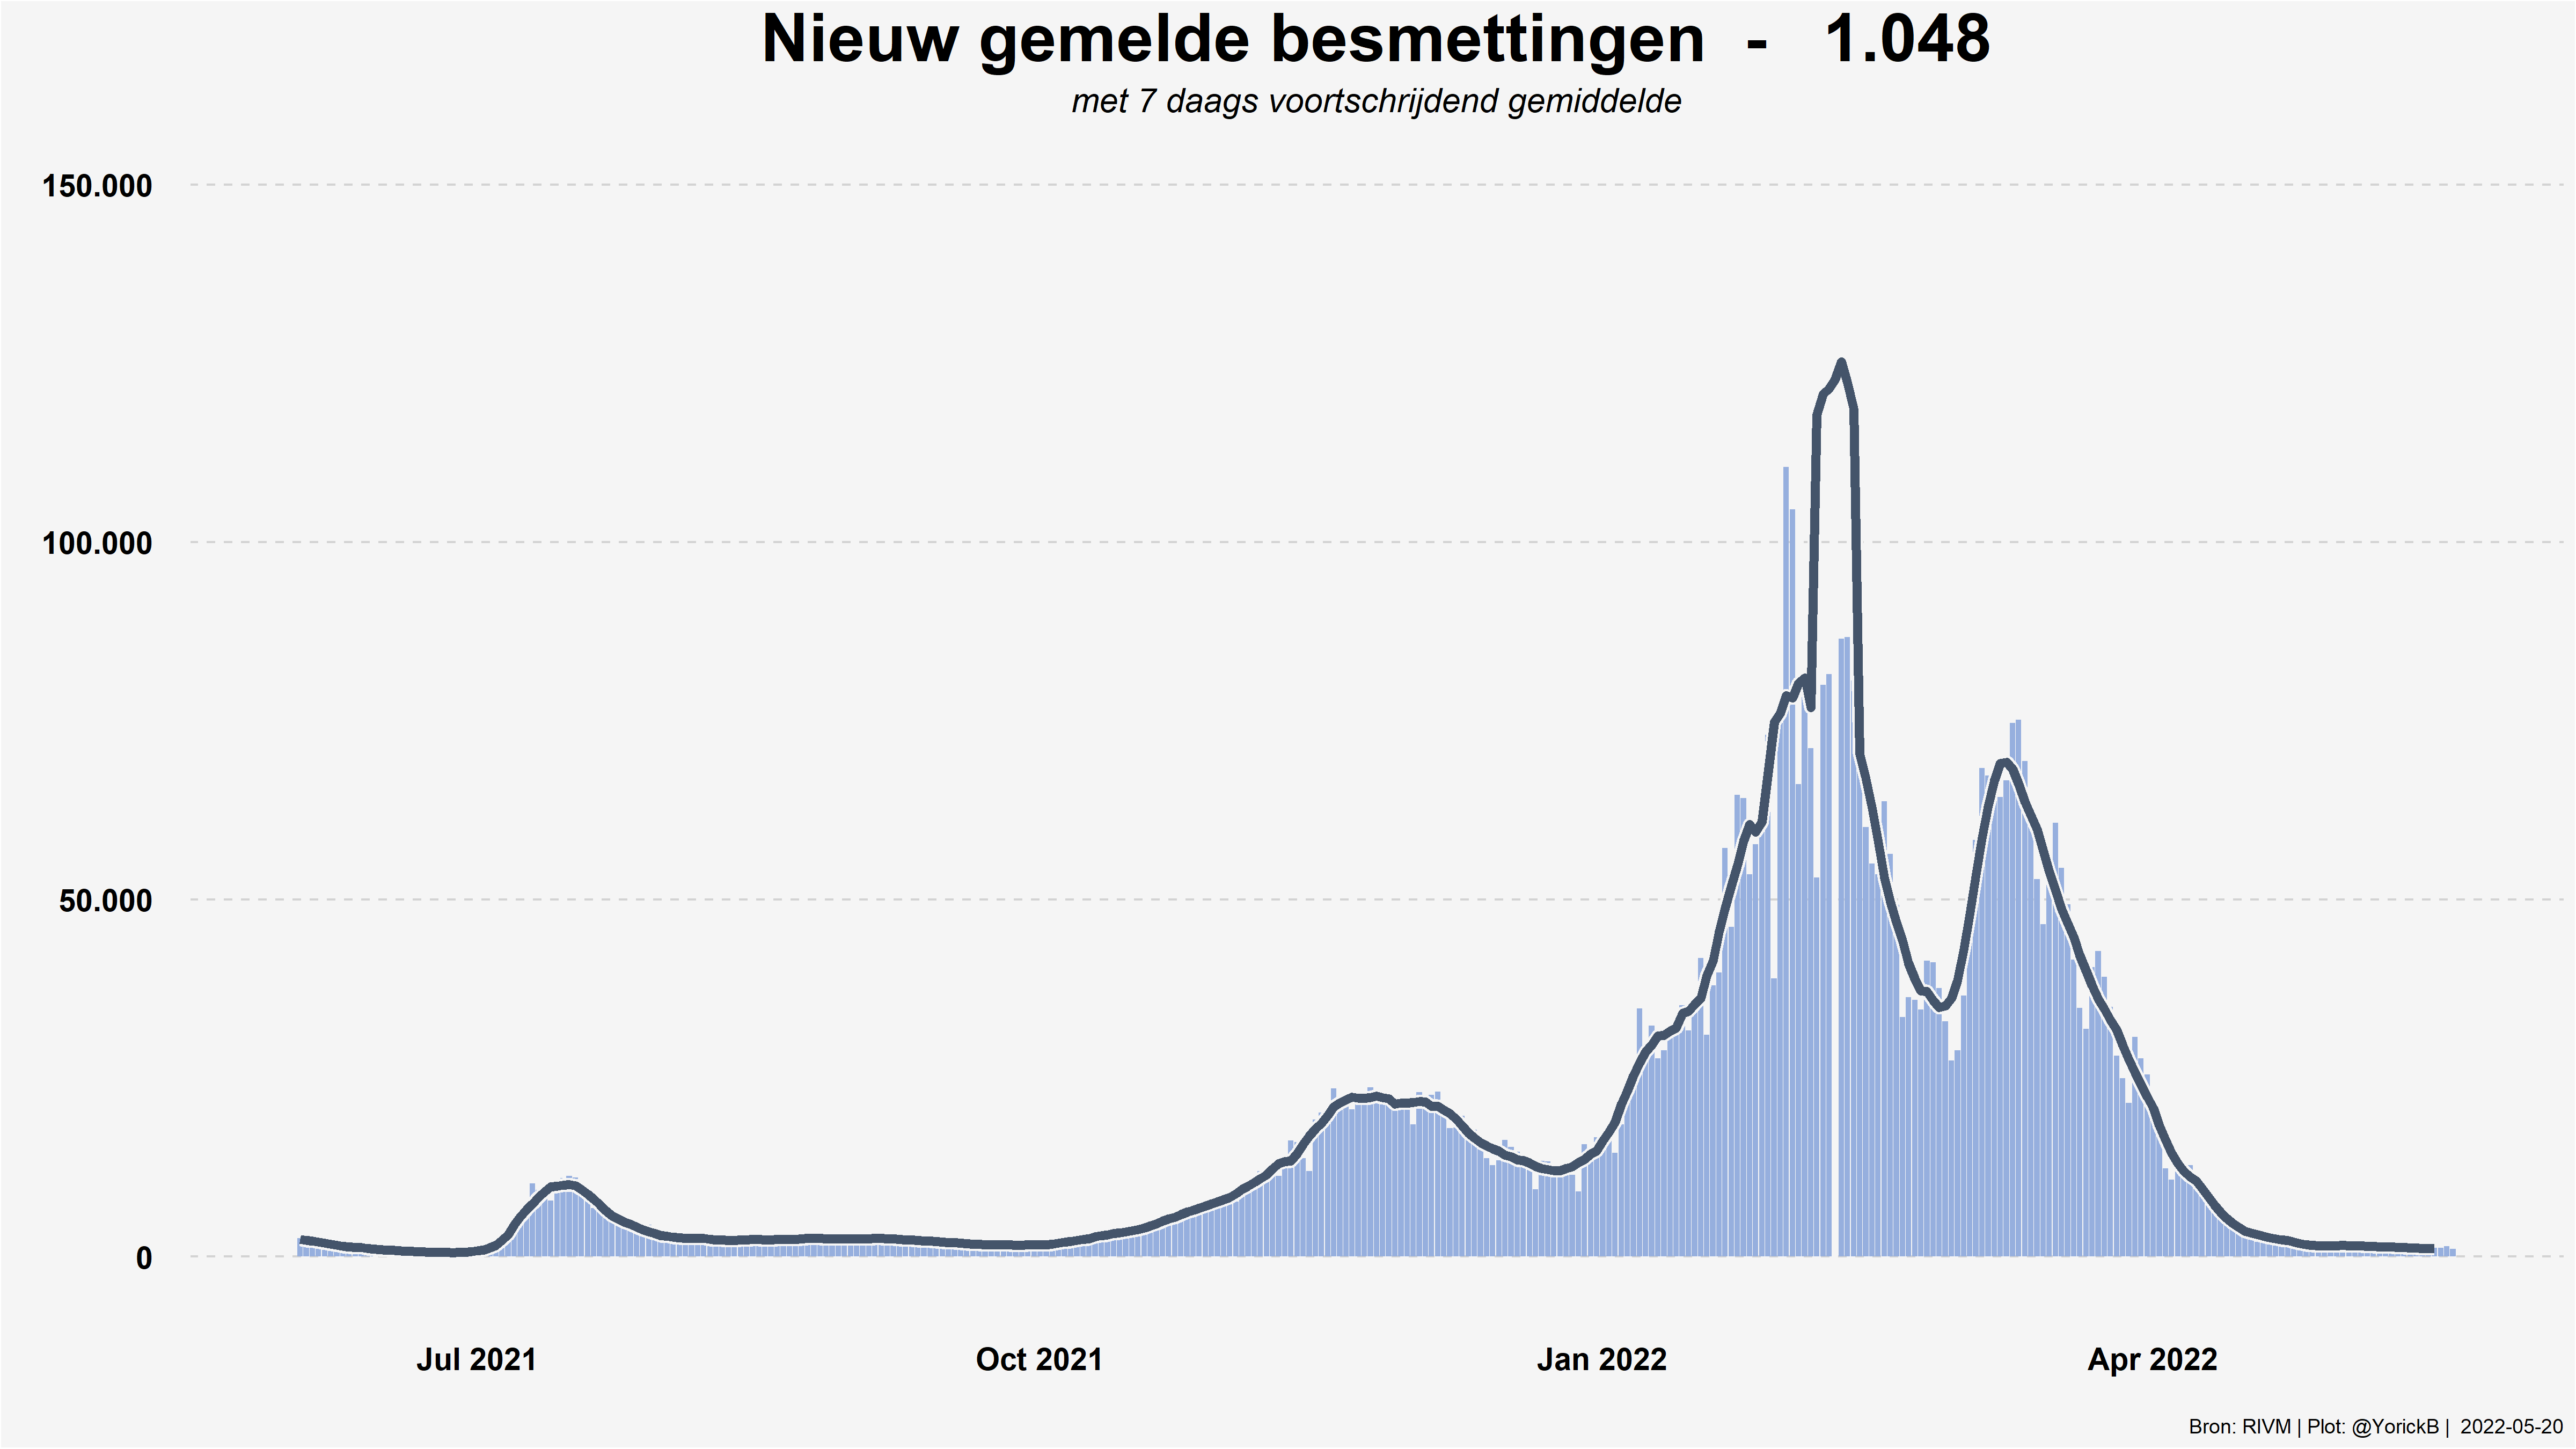 Nieuw gemelde besmettingen - 1.048
met 7 daags voortschrijdend gemiddelde
150.000
100.000
50.000
0
Jul 2021 Oct 2021 Jan 2022 Apr 2022
Bron: RIVM | Plot: @YorickB | 2022-05-20